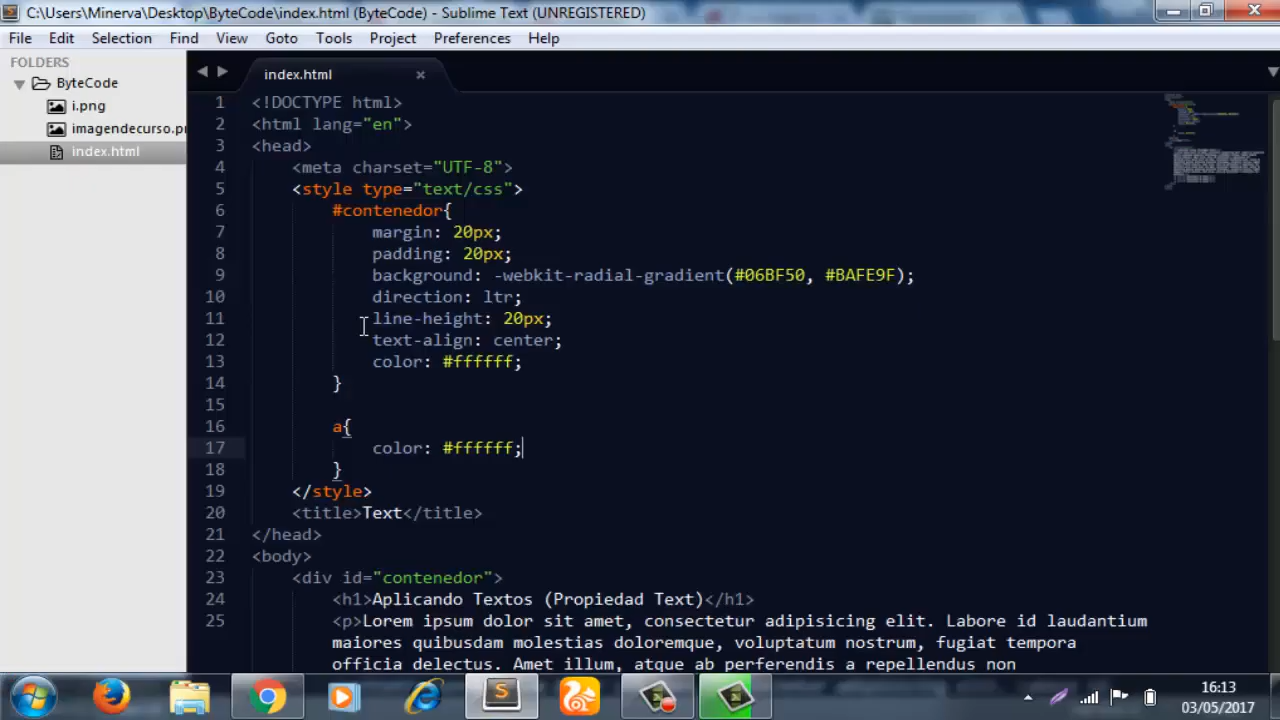 C:\Users\Minerva\Desktop\ByteCode\index.html (ByteCode) - Sublime Text (UNREGISTERED)
File Edit Selection Find View Goto Tools Project Preferences Help
FOLDERS
ByteCode
i.png
imagendecurso.pr
index.html
index.html
1 <!DOCTYPE html>
2 <html lang="en">
3 <head>
4 <meta charset="UTF-8">
5 <style type="text/css">
6 #contenedor{
7 margin: 20px;
8 padding: 20px;
9 background: -webkit-radial-gradient(#06BF50, #BAFE9F);
10 direction: ltr;
11 line-height: 20px;
12 text-align: center;
13 color: #ffffff;
14 }
15
16 a{
17 color: #ffffff;
18 }
19 </style>
20 <title>Text</title>
21 </head>
22 <body>
23 <div id="contenedor">
24 <h1>Aplicando Textos (Propiedad Text)</h1>
25 <p>Lorem ipsum dolor sit amet, consectetur adipisicing elit. Labore id laudantium
maiores quibusdam molestias doloremque, voluptatum nostrum, fugiat tempora
officia delectus. Amet illum, atque ab perferendis a repellendus non
16:13
03/05/2017